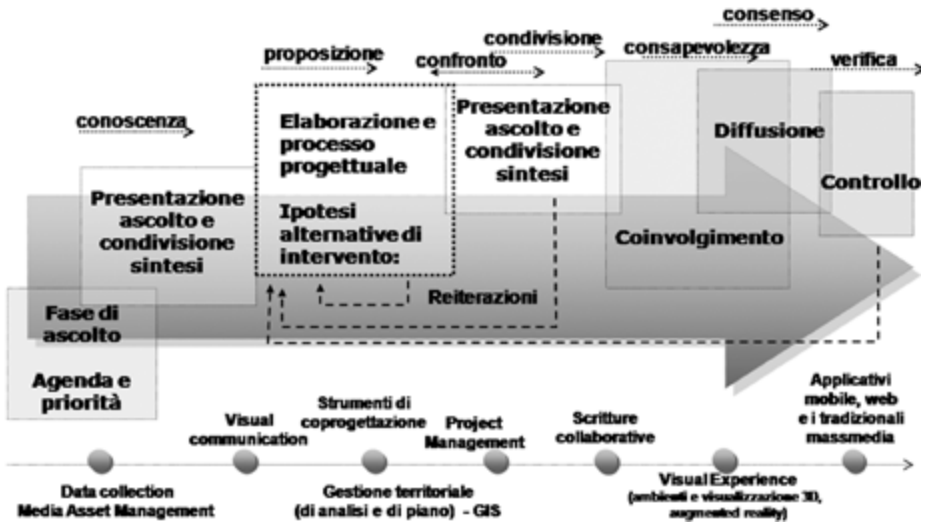 consenso
condivisione
proposizione
confronto
consapevolezza
verifica
conoscenza
Presentazione
ascolto e
condivisione
sintesi
Elaborazione e
processo
progettuale
Ipotesi
alternative di
intervento:
Presentazione
ascolto e
condivisione
sintesi
Diffusione
Controllo
Coinvolgimento
Reiterazioni
Fase di
ascolto
Agenda e
priorità
Visual
communication
Strumenti di
coprogettazione
Project
Management
Scritture
collaborative
Applicativi
mobile, web
e i tradizionali
massmedia
Data collection
Media Asset Management
Gestione territoriale
(di analisi e di piano) - GIS
Visual Experience
(ambienti e visualizzazione 3D,
augmented reality)